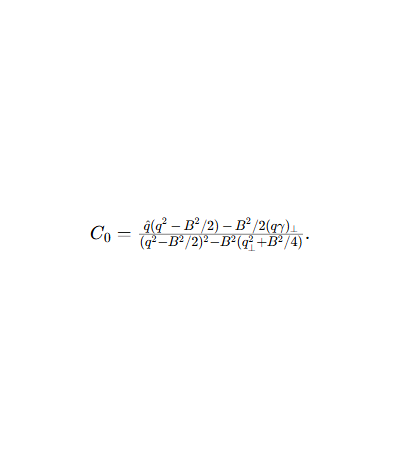 C_0 = \frac{\hat{q}(q^2 - B^2/2) - B^2/2(q\gamma)_\perp}{(q^2 - B^2/2)^2 - B^2(q_\perp^2 + B^2/4)}.